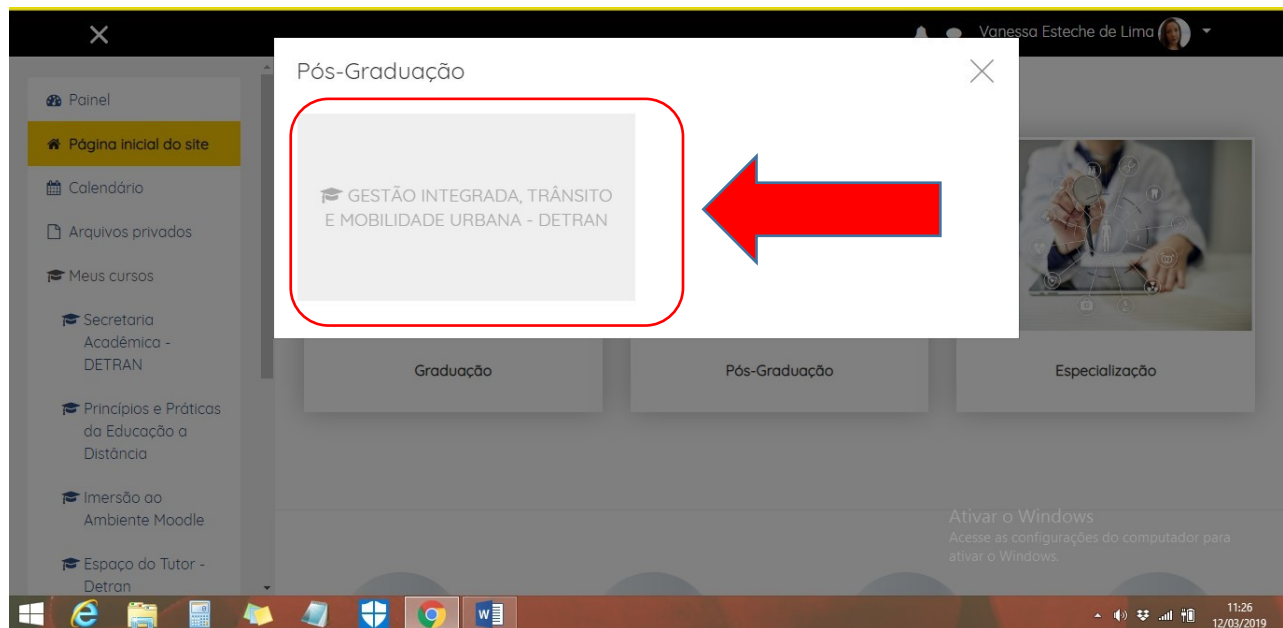 Vanessa Esteche de Lima
Pós-Graduação
Painel
Página inicial do site
Calendário
Arquivos privados
Meus cursos
Secretaria
Acadêmica -
DETRAN
Princípios e Práticas
da Educação a
Distância
Imersão ao
Ambiente Moodle
Espaço do Tutor -
Detran
GESTÃO INTEGRADA, TRÂNSITO
E MOBILIDADE URBANA - DETRAN
Graduação
Pós-Graduação
Especialização
Ativar o Windows
Acesse as configurações do computador para
ativar o Windows.
11:26
12/03/2019